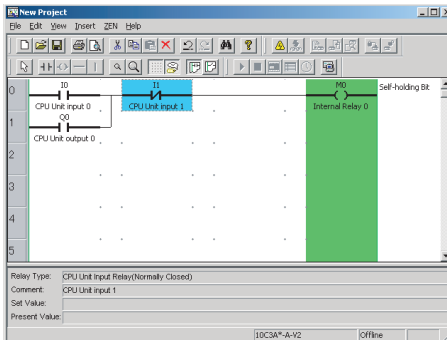 New Project
File Edit View Insert ZEN Help
0 I0 I1 M0 Self-holding Bit
CPU Unit input 0 CPU Unit input 1 Internal Relay 0
1 Q0
CPU Unit output 0
2
3
4
5
Relay Type: CPU Unit Input Relay(Normally Closed)
Comment: CPU Unit input 1
Set Value:
Present Value:
10C3A*-A-V2 Offline